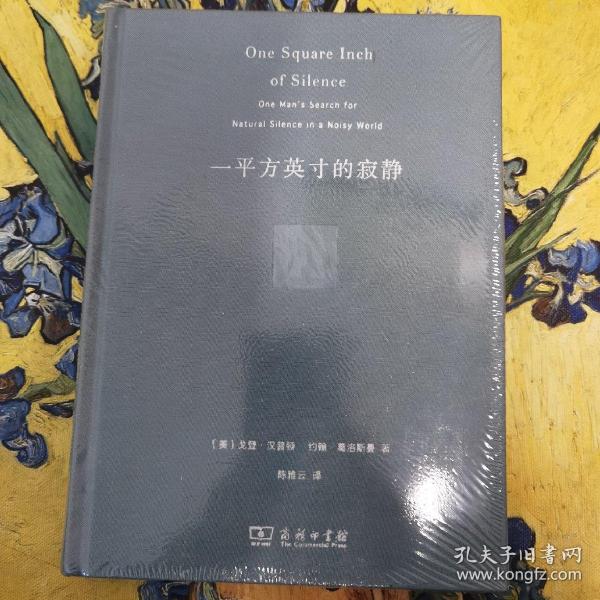 One Square Inch
of Silence
One Man's Search for
Natural Silence in a Noisy World
一平方英寸的寂静
〔美〕戈登·汉普顿 约翰·葛洛斯曼 著
陈雅云 译
商务印书馆
The Commercial Press
孔夫子旧书网
www.kongfz.com